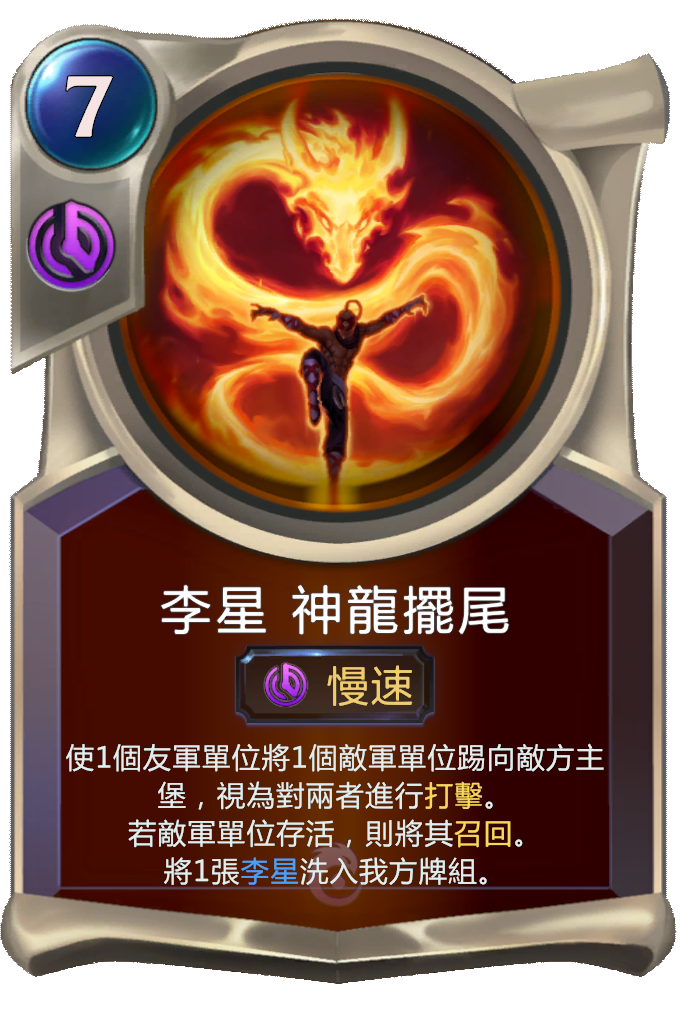 7
李星 神龍擺尾
慢速
使1個友軍單位將1個敵軍單位踢向敵方主
堡，視為對兩者進行打擊。
若敵軍單位存活，則將其召回。
將1張李星洗入我方牌組。